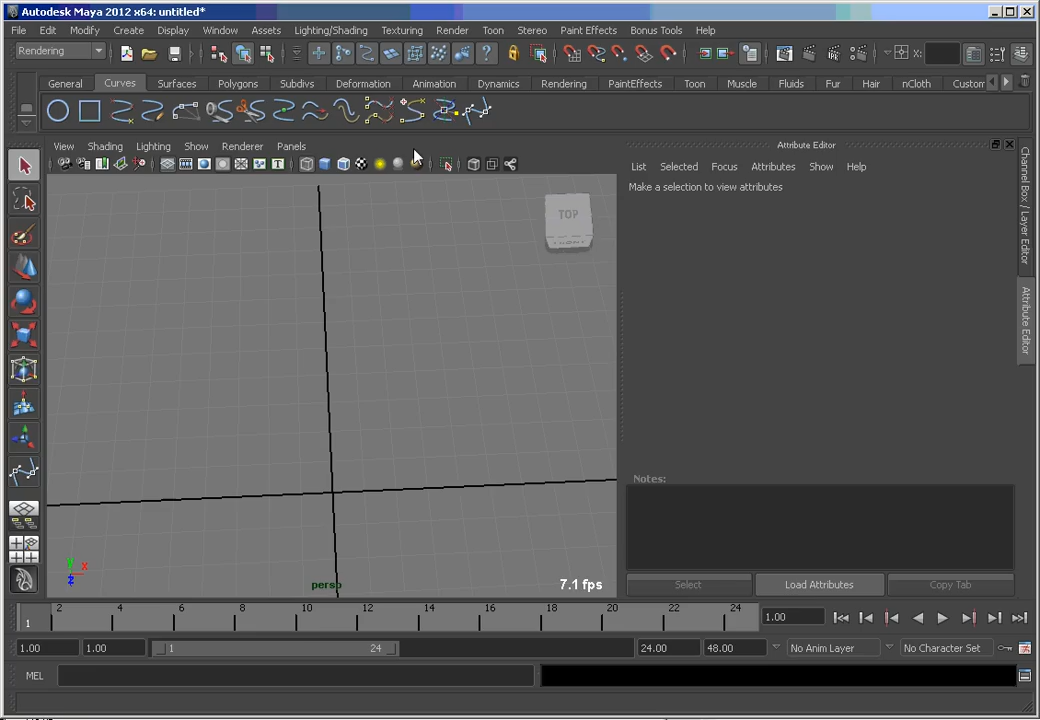 Autodesk Maya 2012 x64: untitled*
File Edit Modify Create Display Window Assets Lighting/Shading Texturing Render Toon Stereo Paint Effects Bonus Tools Help
Rendering X:
General Curves Surfaces Polygons Subdivs Deformation Animation Dynamics Rendering PaintEffects Toon Muscle Fluids Fur Hair nCloth Custom
View Shading Lighting Show Renderer Panels
Attribute Editor
List Selected Focus Attributes Show Help
Make a selection to view attributes
Channel Box / Layer Editor
Attribute Editor
TOP
FRONT
Notes:
y x
z
persp
7.1 fps
Select Load Attributes Copy Tab
2 4 6 8 10 12 14 16 18 20 22 24
1 1.00
1.00 1.00 1 24 24.00 48.00 No Anim Layer No Character Set
MEL